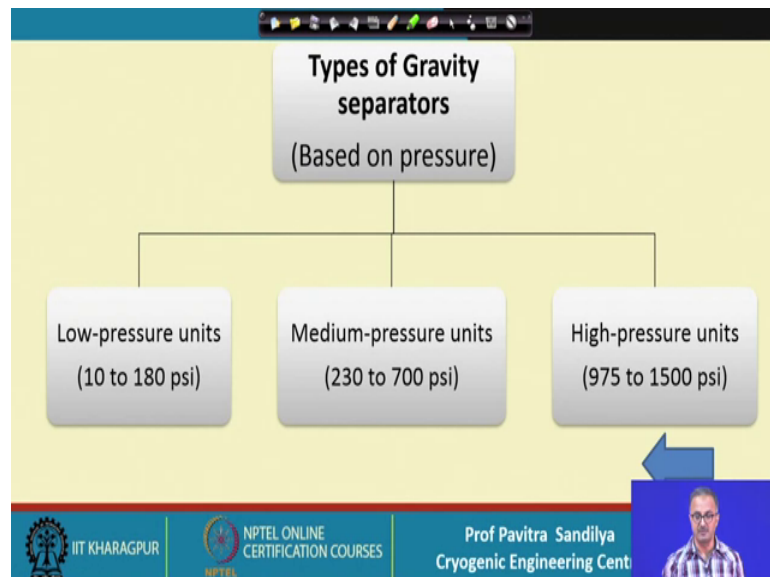 Types of Gravity
separators
(Based on pressure)
Low-pressure units
(10 to 180 psi)
Medium-pressure units
(230 to 700 psi)
High-pressure units
(975 to 1500 psi)
IIT KHARAGPUR
NPTEL
NPTEL ONLINE
CERTIFICATION COURSES
Prof Pavitra Sandilya
Cryogenic Engineering Cent